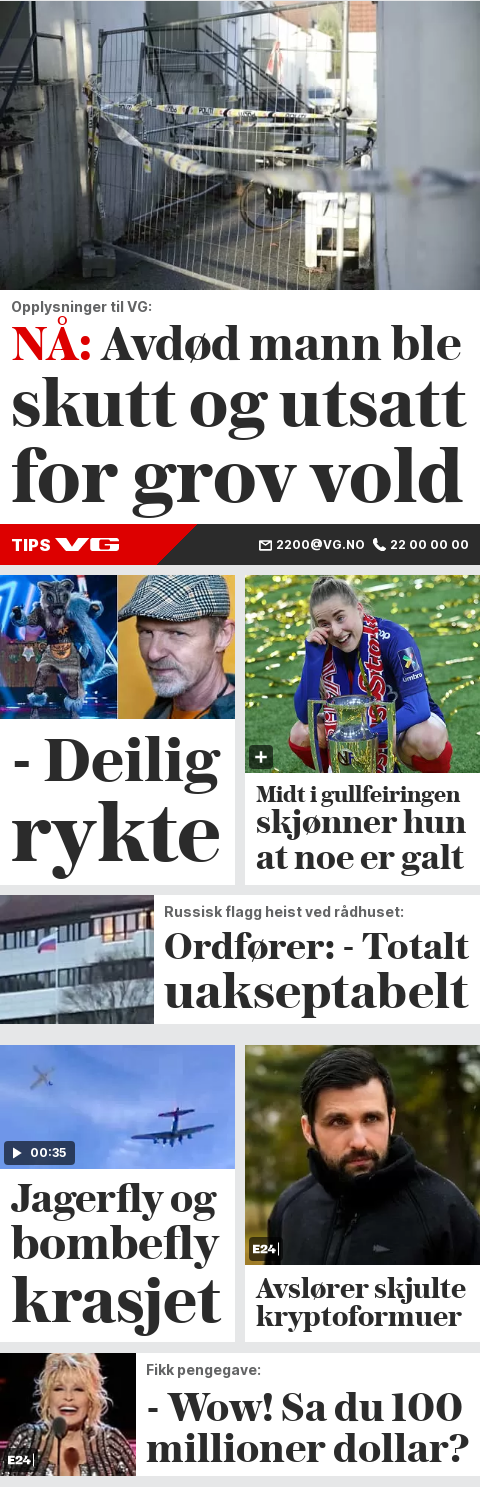 Opplysninger til VG:
NÅ: Avdød mann ble
skutt og utsatt
for grov vold
TIPS VG
2200@VG.NO 22 00 00 00
- Deilig
rykte
Umbro
Midt i gullfeiringen
skjønner hun
at noe er galt
Russisk flagg heist ved rådhuset:
Ordfører: - Totalt
uakseptabelt
00:35
Jagerfly og
bombefly
krasjet
E24
Avslører skjulte
kryptoformuer
E24
Fikk pengegave:
- Wow! Sa du 100
millioner dollar?